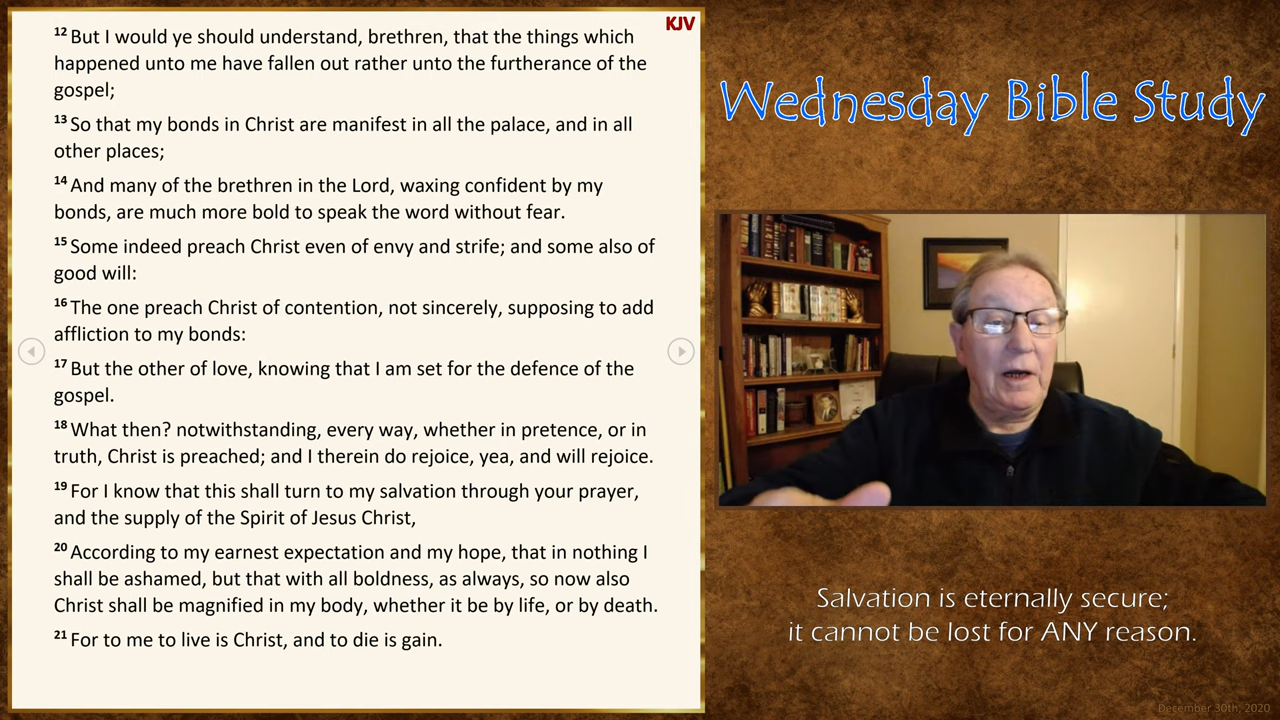 KJV
12 But I would ye should understand, brethren, that the things which
happened unto me have fallen out rather unto the furtherance of the
gospel;
13 So that my bonds in Christ are manifest in all the palace, and in all
other places;
14 And many of the brethren in the Lord, waxing confident by my
bonds, are much more bold to speak the word without fear.
15 Some indeed preach Christ even of envy and strife; and some also of
good will:
16 The one preach Christ of contention, not sincerely, supposing to add
affliction to my bonds:
17 But the other of love, knowing that I am set for the defence of the
gospel.
18 What then? notwithstanding, every way, whether in pretence, or in
truth, Christ is preached; and I therein do rejoice, yea, and will rejoice.
19 For I know that this shall turn to my salvation through your prayer,
and the supply of the Spirit of Jesus Christ,
20 According to my earnest expectation and my hope, that in nothing I
shall be ashamed, but that with all boldness, as always, so now also
Christ shall be magnified in my body, whether it be by life, or by death.
21 For to me to live is Christ, and to die is gain.
Wednesday Bible Study
Salvation is eternally secure;
it cannot be lost for ANY reason.
December 30th, 2020